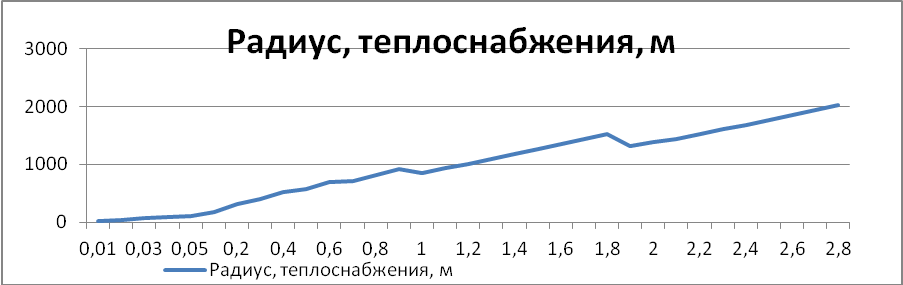 Радиус, теплоснабжения, м
3000
2000
1000
0
0,01 0,03 0,05 0,2 0,4 0,6 0,8 1 1,2 1,4 1,6 1,8 2 2,2 2,4 2,6 2,8
Радиус, теплоснабжения, м